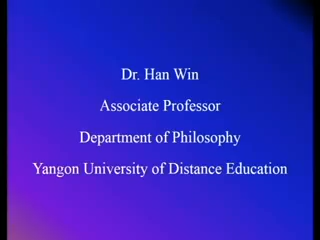 Dr. Han Win
Associate Professor
Department of Philosophy
Yangon University of Distance Education